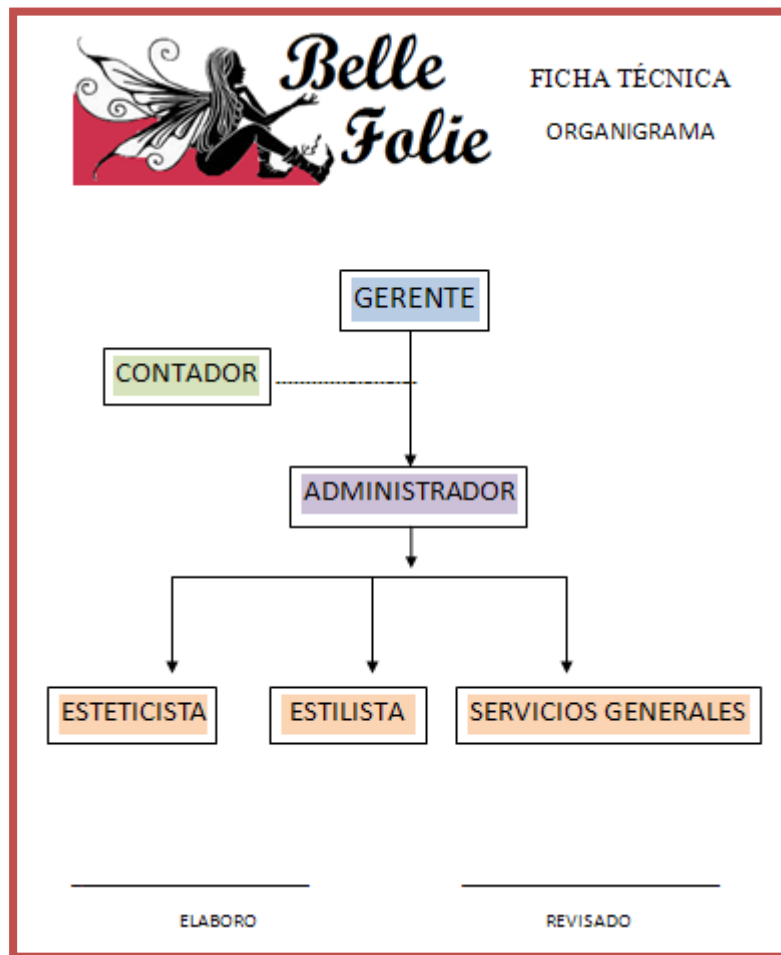 Belle
Folie
FICHA TÉCNICA
ORGANIGRAMA
GERENTE
CONTADOR
ADMINISTRADOR
ESTETICISTA
ESTILISTA
SERVICIOS GENERALES
ELABORO
REVISADO